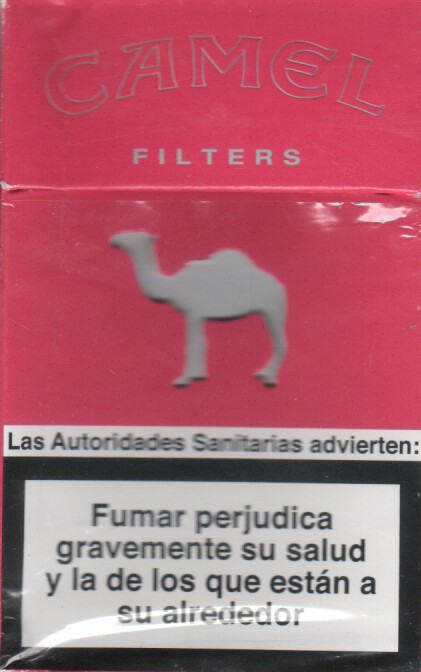 CAMEL
FILTERS
Las Autoridades Sanitarias advierten:
Fumar perjudica
gravemente su salud
y la de los que están a
su alrededor